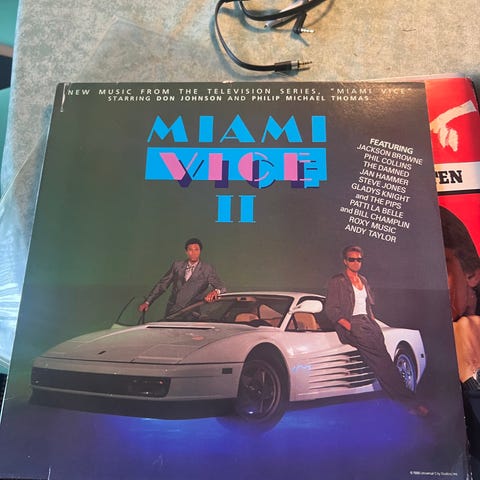 NEW MUSIC FROM THE TELEVISION SERIES, "MIAMI VICE"
STARRING DON JOHNSON AND PHILIP MICHAEL THOMAS
MIAMI
VICE
II
FEATURING
JACKSON BROWNE
PHIL COLLINS
THE DAMNED
JAN HAMMER
STEVE JONES
GLADYS KNIGHT
and THE PIPS
PATTI LA BELLE
and BILL CHAMPLIN
ROXY MUSIC
ANDY TAYLOR
TEN